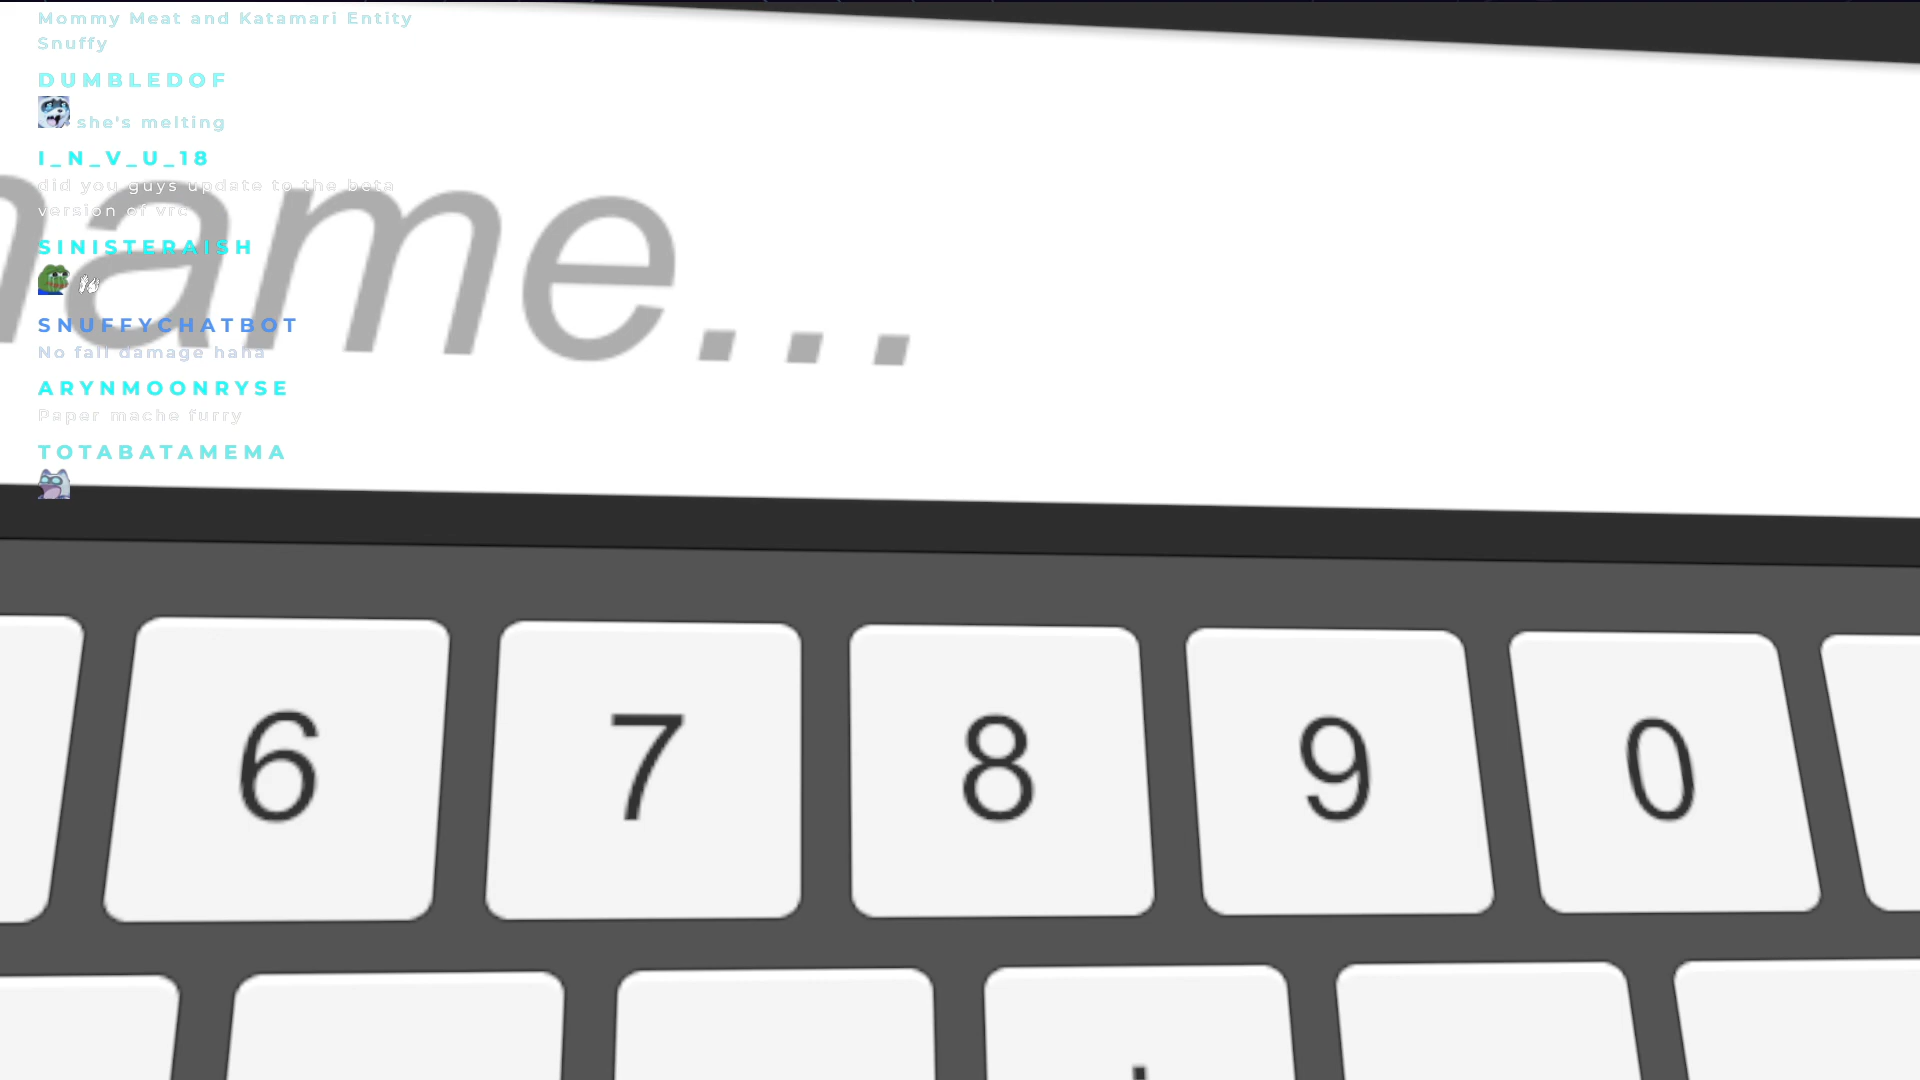 Mommy Meat and Katamari Entity
Snuffy
DUMBLEDOF
she's melting
I_N_V_U_18
did you guys update to the beta
version of vrc
SINISTERAISH
SNUFFYCHATBOT
No fall damage haha
ARYNMOONRYSE
Paper mache furry
TOTABATAMEMA
name...
6 7 8 9 0